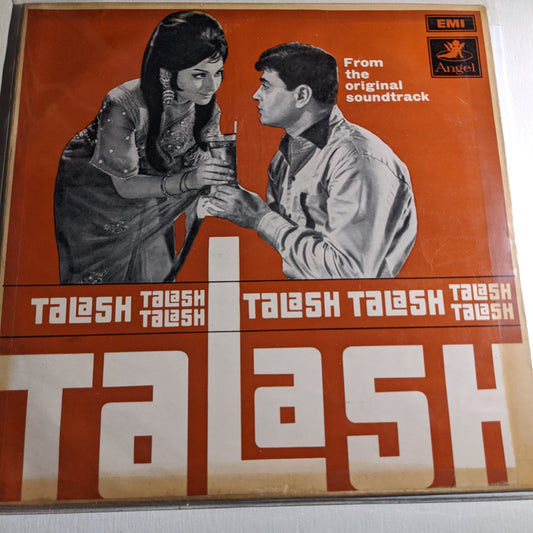 EMI
Angel
From
the
original
soundtrack
TALaSH TALaSH TALaSH TALaSH TALaSH
TALaSH TALaSH
TaLaSH